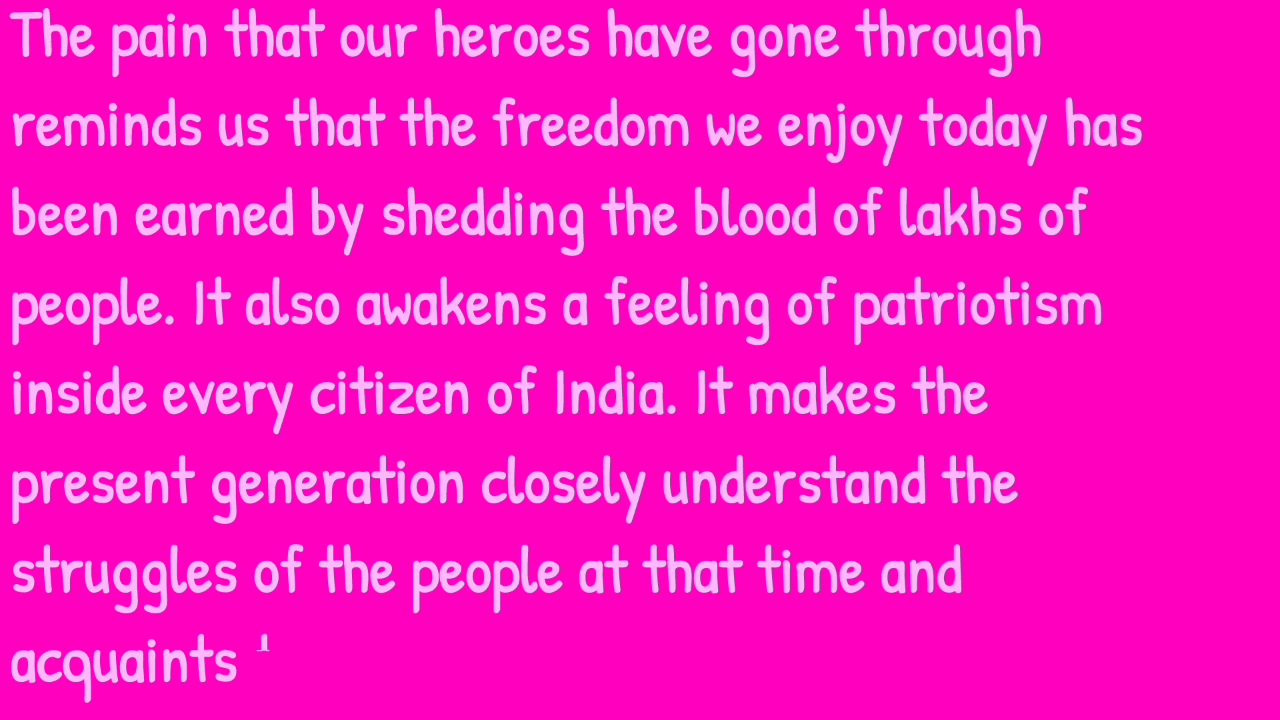 The pain that our heroes have gone through
reminds us that the freedom we enjoy today has
been earned by shedding the blood of lakhs of
people. It also awakens a feeling of patriotism
inside every citizen of India. It makes the
present generation closely understand the
struggles of the people at that time and
acquaints